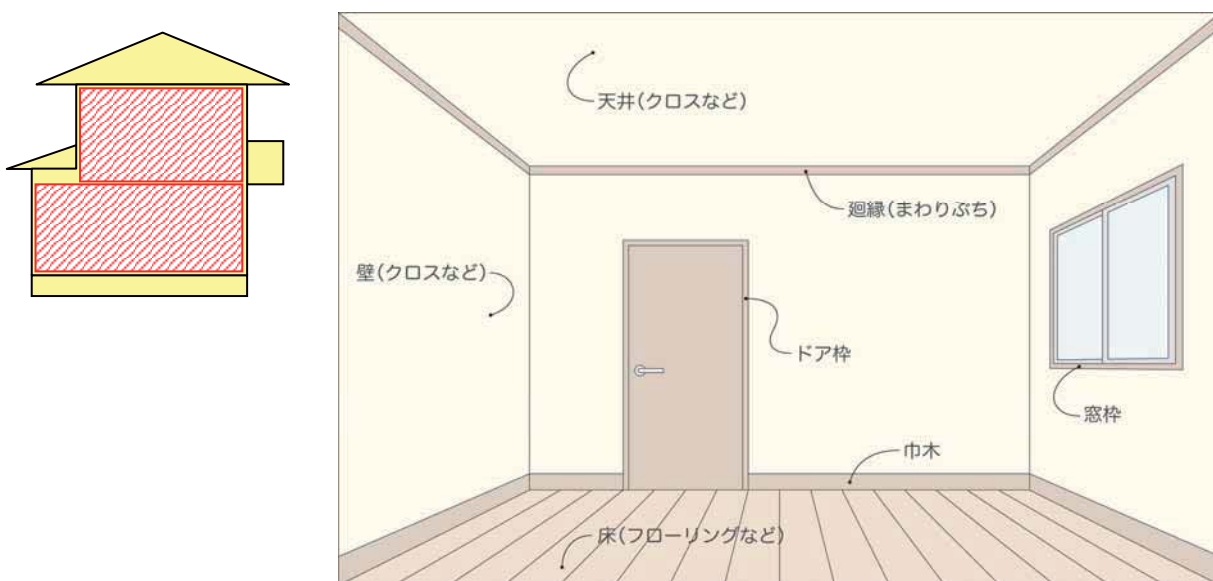 天井(クロスなど)
廻縁(まわりぶち)
壁(クロスなど)
ドア枠
窓枠
巾木
床(フローリングなど)